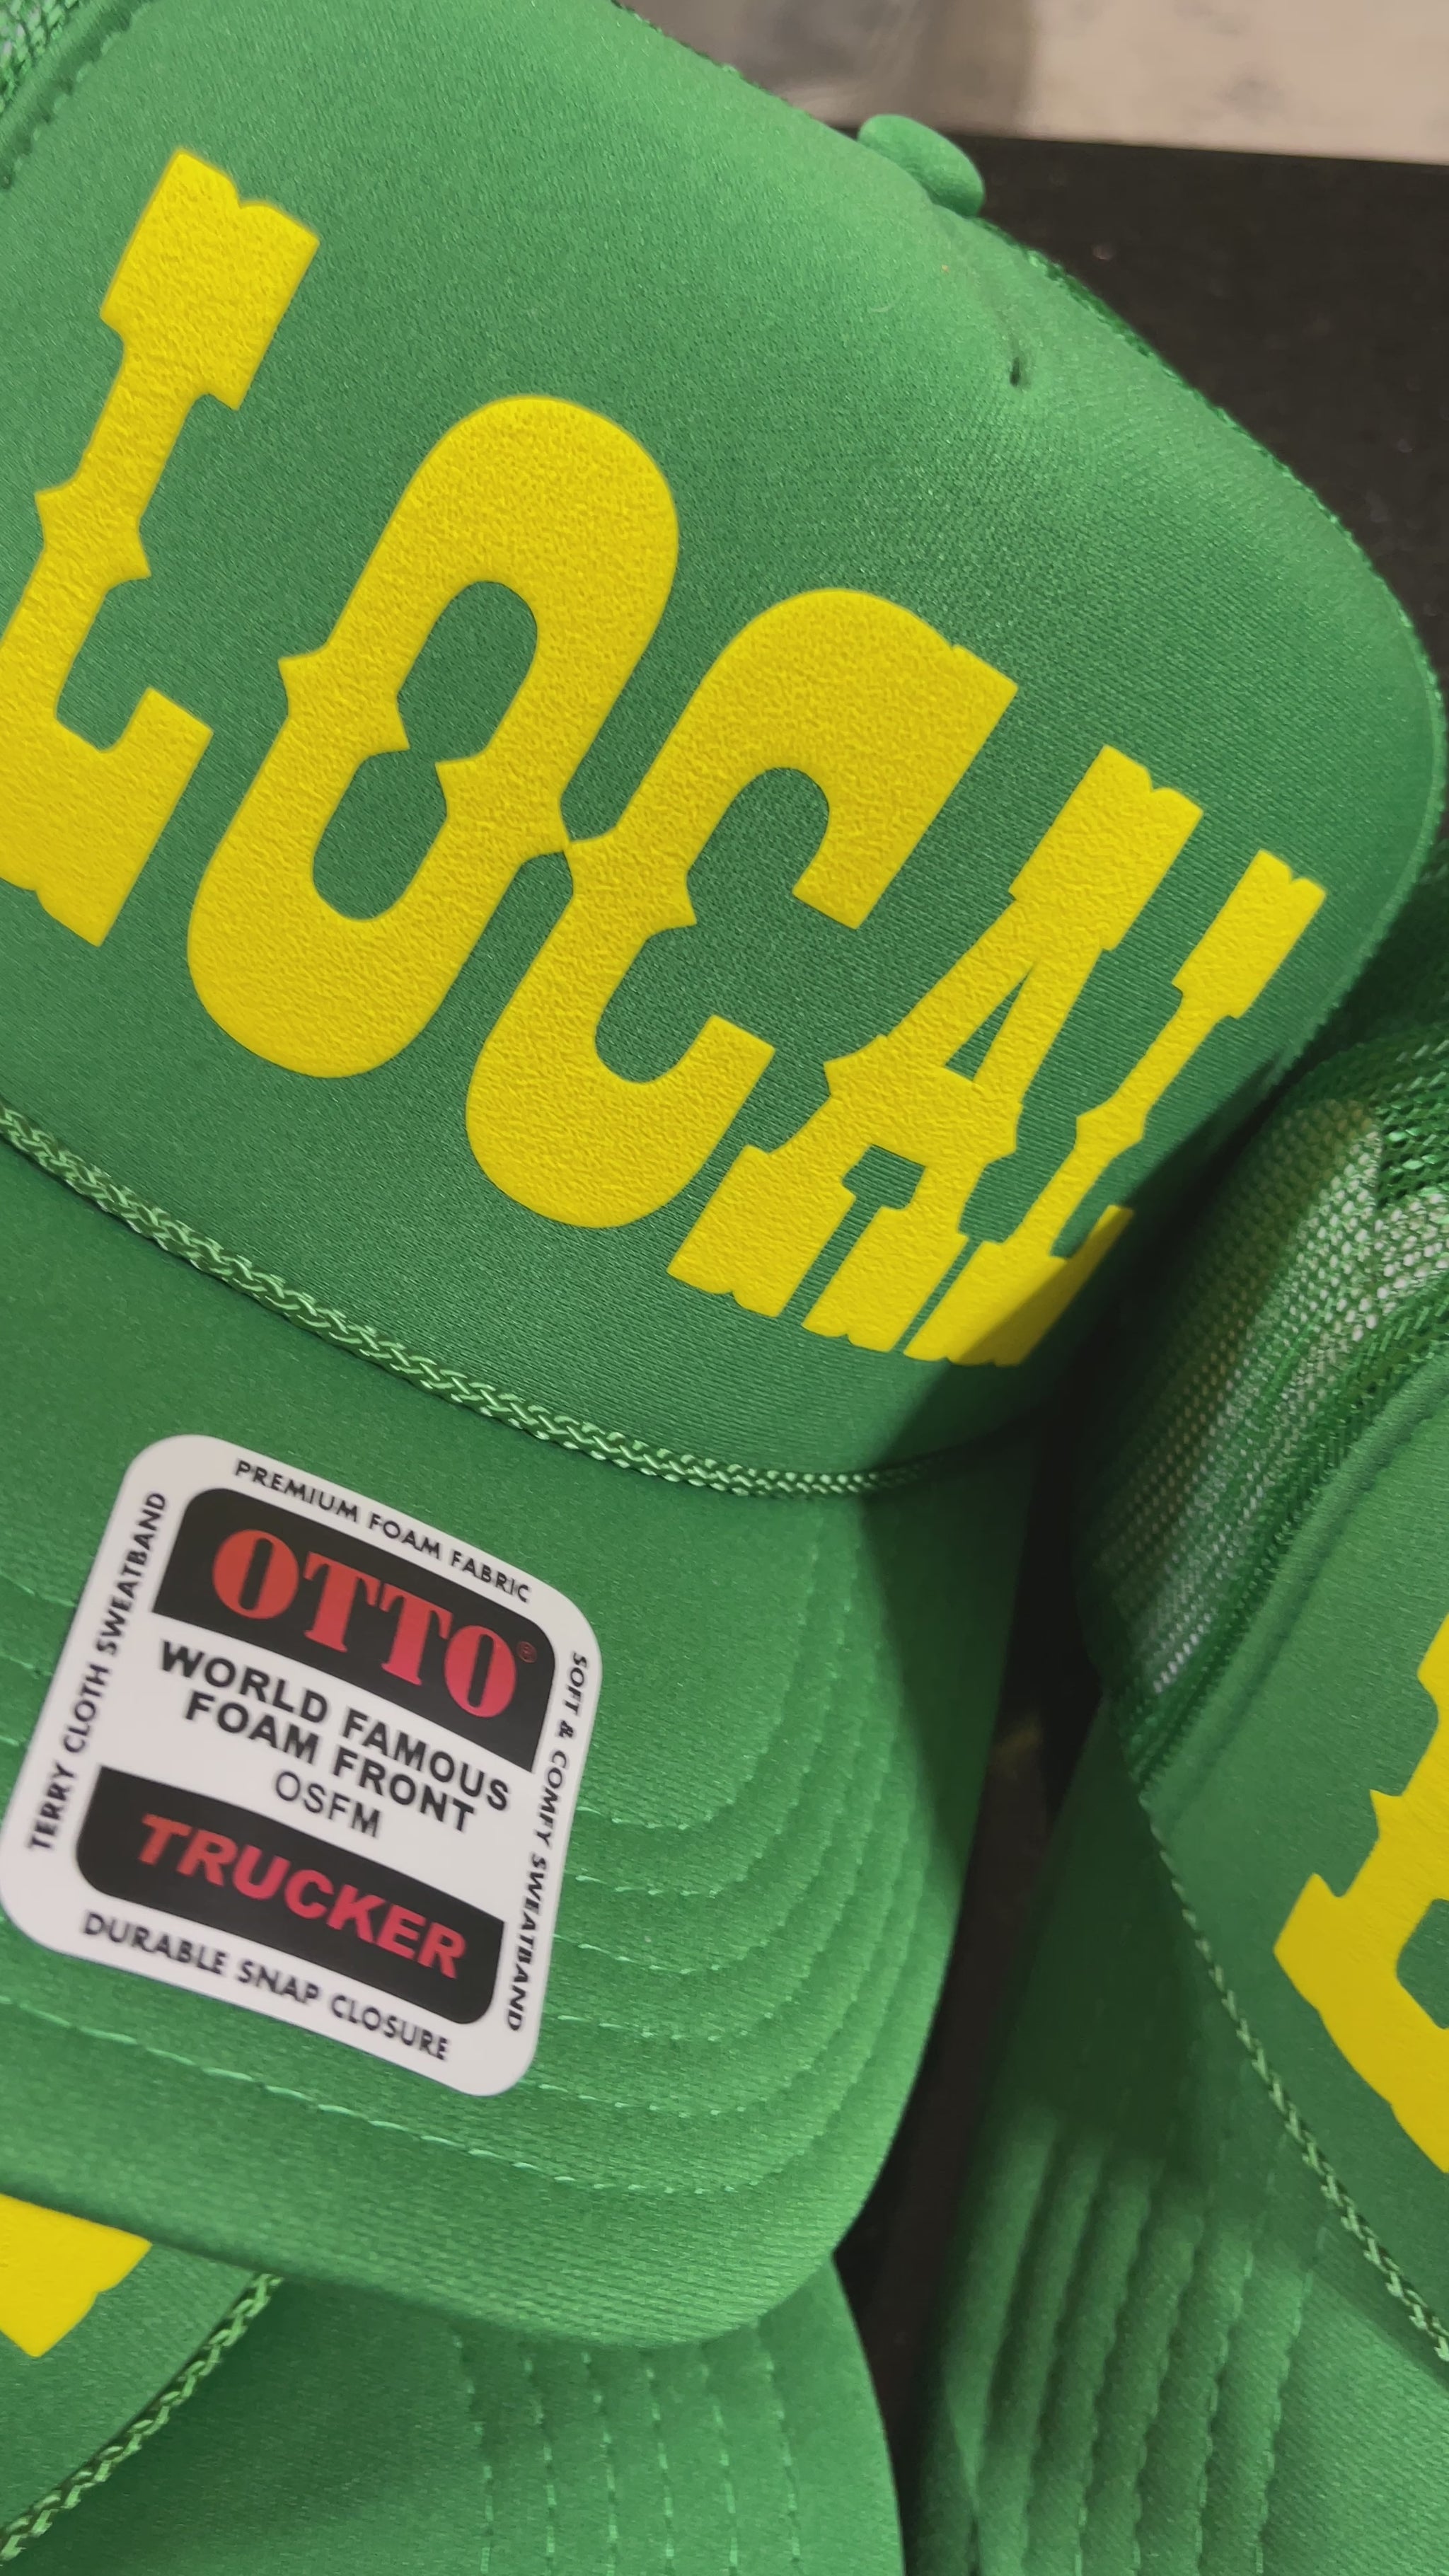 LOCAL
PREMIUM FOAM FABRIC
OTTO®
WORLD FAMOUS
FOAM FRONT
OSFM
TRUCKER
DURABLE SNAP CLOSURE
TERRY CLOTH SWEATBAND
SOFT & COMFY SWEATBAND